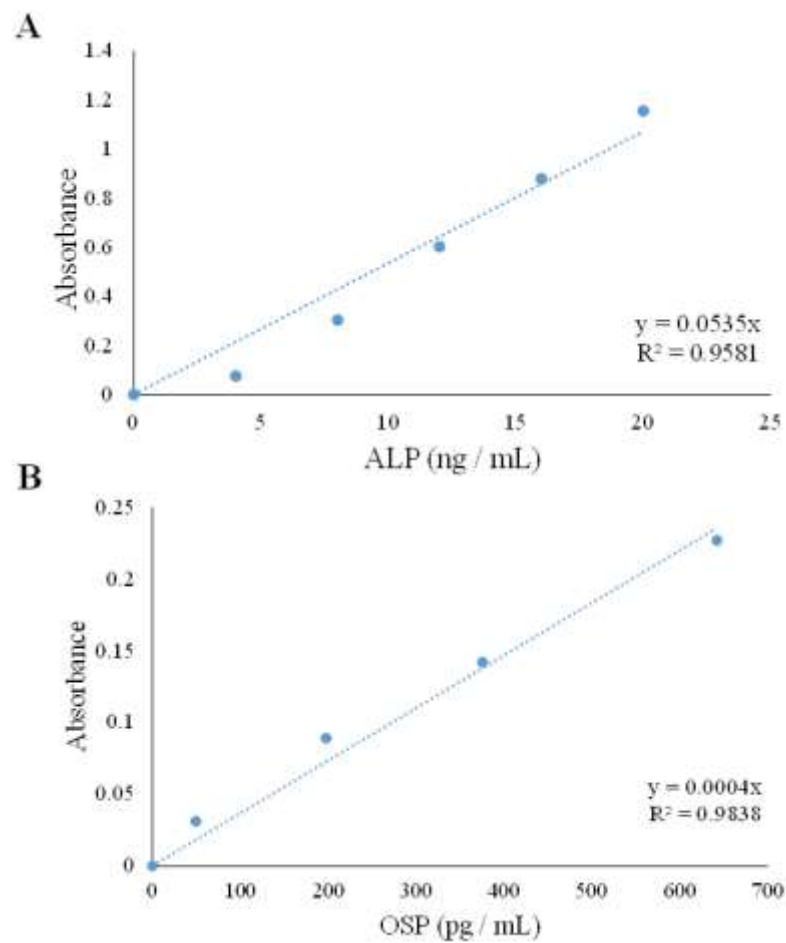 A
1.4
1.2
1
0.8
0.6
0.4
0.2
0
Absorbance
y = 0.0535x
R² = 0.9581
0 5 10 15 20 25
ALP (ng / mL)
B
0.25
0.2
0.15
0.1
0.05
0
Absorbance
y = 0.0004x
R² = 0.9838
0 100 200 300 400 500 600 700
OSP (pg / mL)